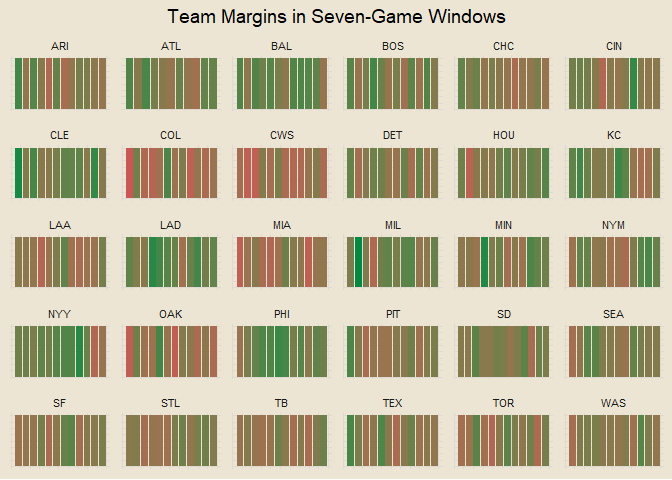 Team Margins in Seven-Game Windows
ARI ATL BAL BOS CHC CIN
CLE COL CWS DET HOU KC
LAA LAD MIA MIL MIN NYM
NYY OAK PHI PIT SD SEA
SF STL TB TEX TOR WAS